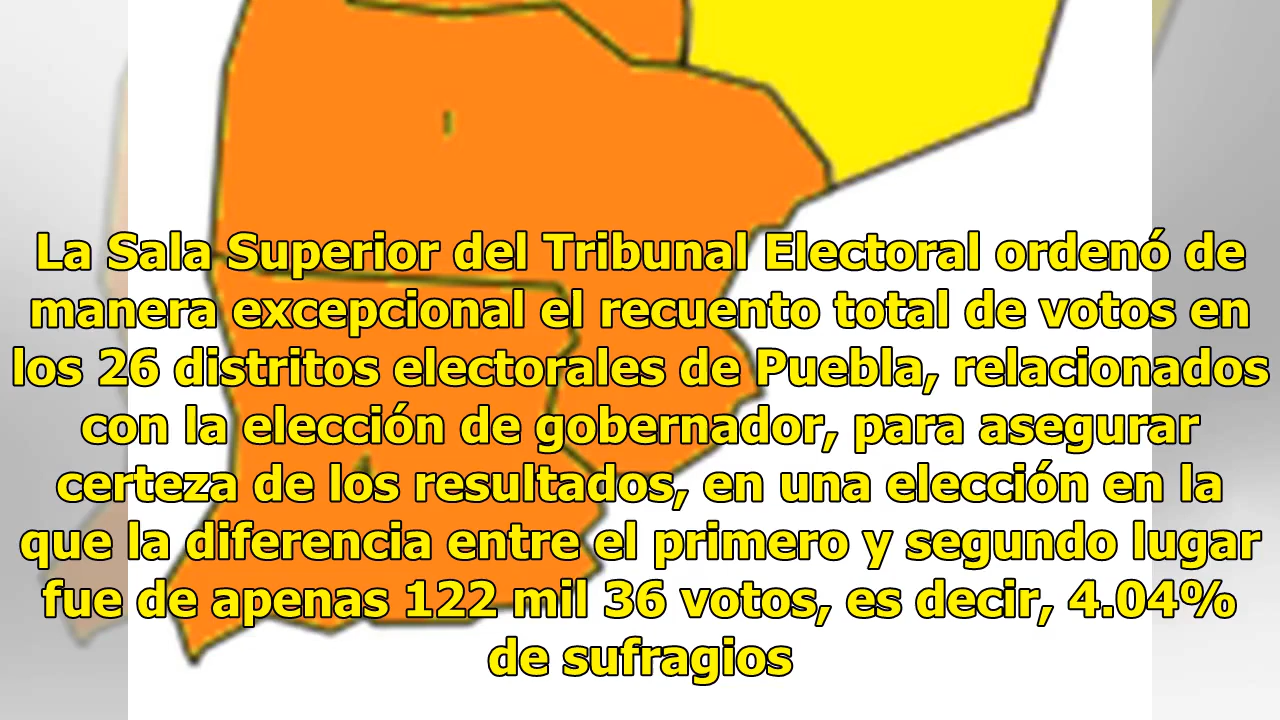 La Sala Superior del Tribunal Electoral ordenó de
manera excepcional el recuento total de votos en
los 26 distritos electorales de Puebla, relacionados
con la elección de gobernador, para asegurar
certeza de los resultados, en una elección en la
que la diferencia entre el primero y segundo lugar
fue de apenas 122 mil 36 votos, es decir, 4.04%
de sufragios